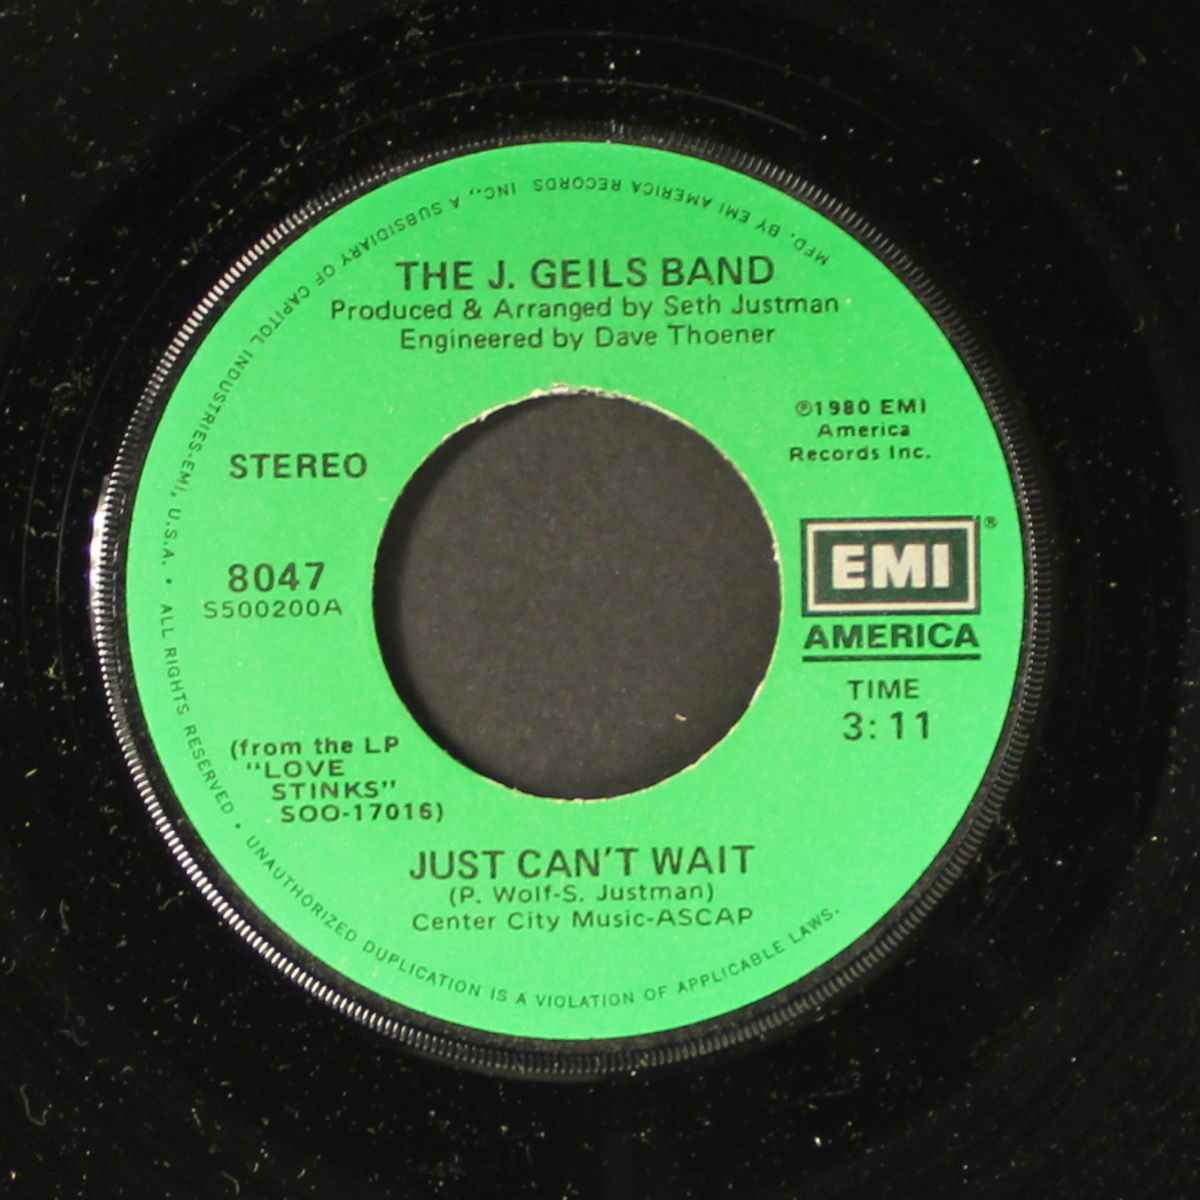 THE J. GEILS BAND
Produced & Arranged by Seth Justman
Engineered by Dave Thoener
STEREO
8047
S500200A
℗1980 EMI
America
Records Inc.
EMI®
AMERICA
TIME
3:11
(from the LP
"LOVE
STINKS"
SOO-17016)
JUST CAN'T WAIT
(P. Wolf-S. Justman)
Center City Music-ASCAP
MFD. BY EMI AMERICA RECORDS INC., A SUBSIDIARY OF CAPITOL INDUSTRIES-EMI, U.S.A. • ALL RIGHTS RESERVED • UNAUTHORIZED DUPLICATION IS A VIOLATION OF APPLICABLE LAWS.